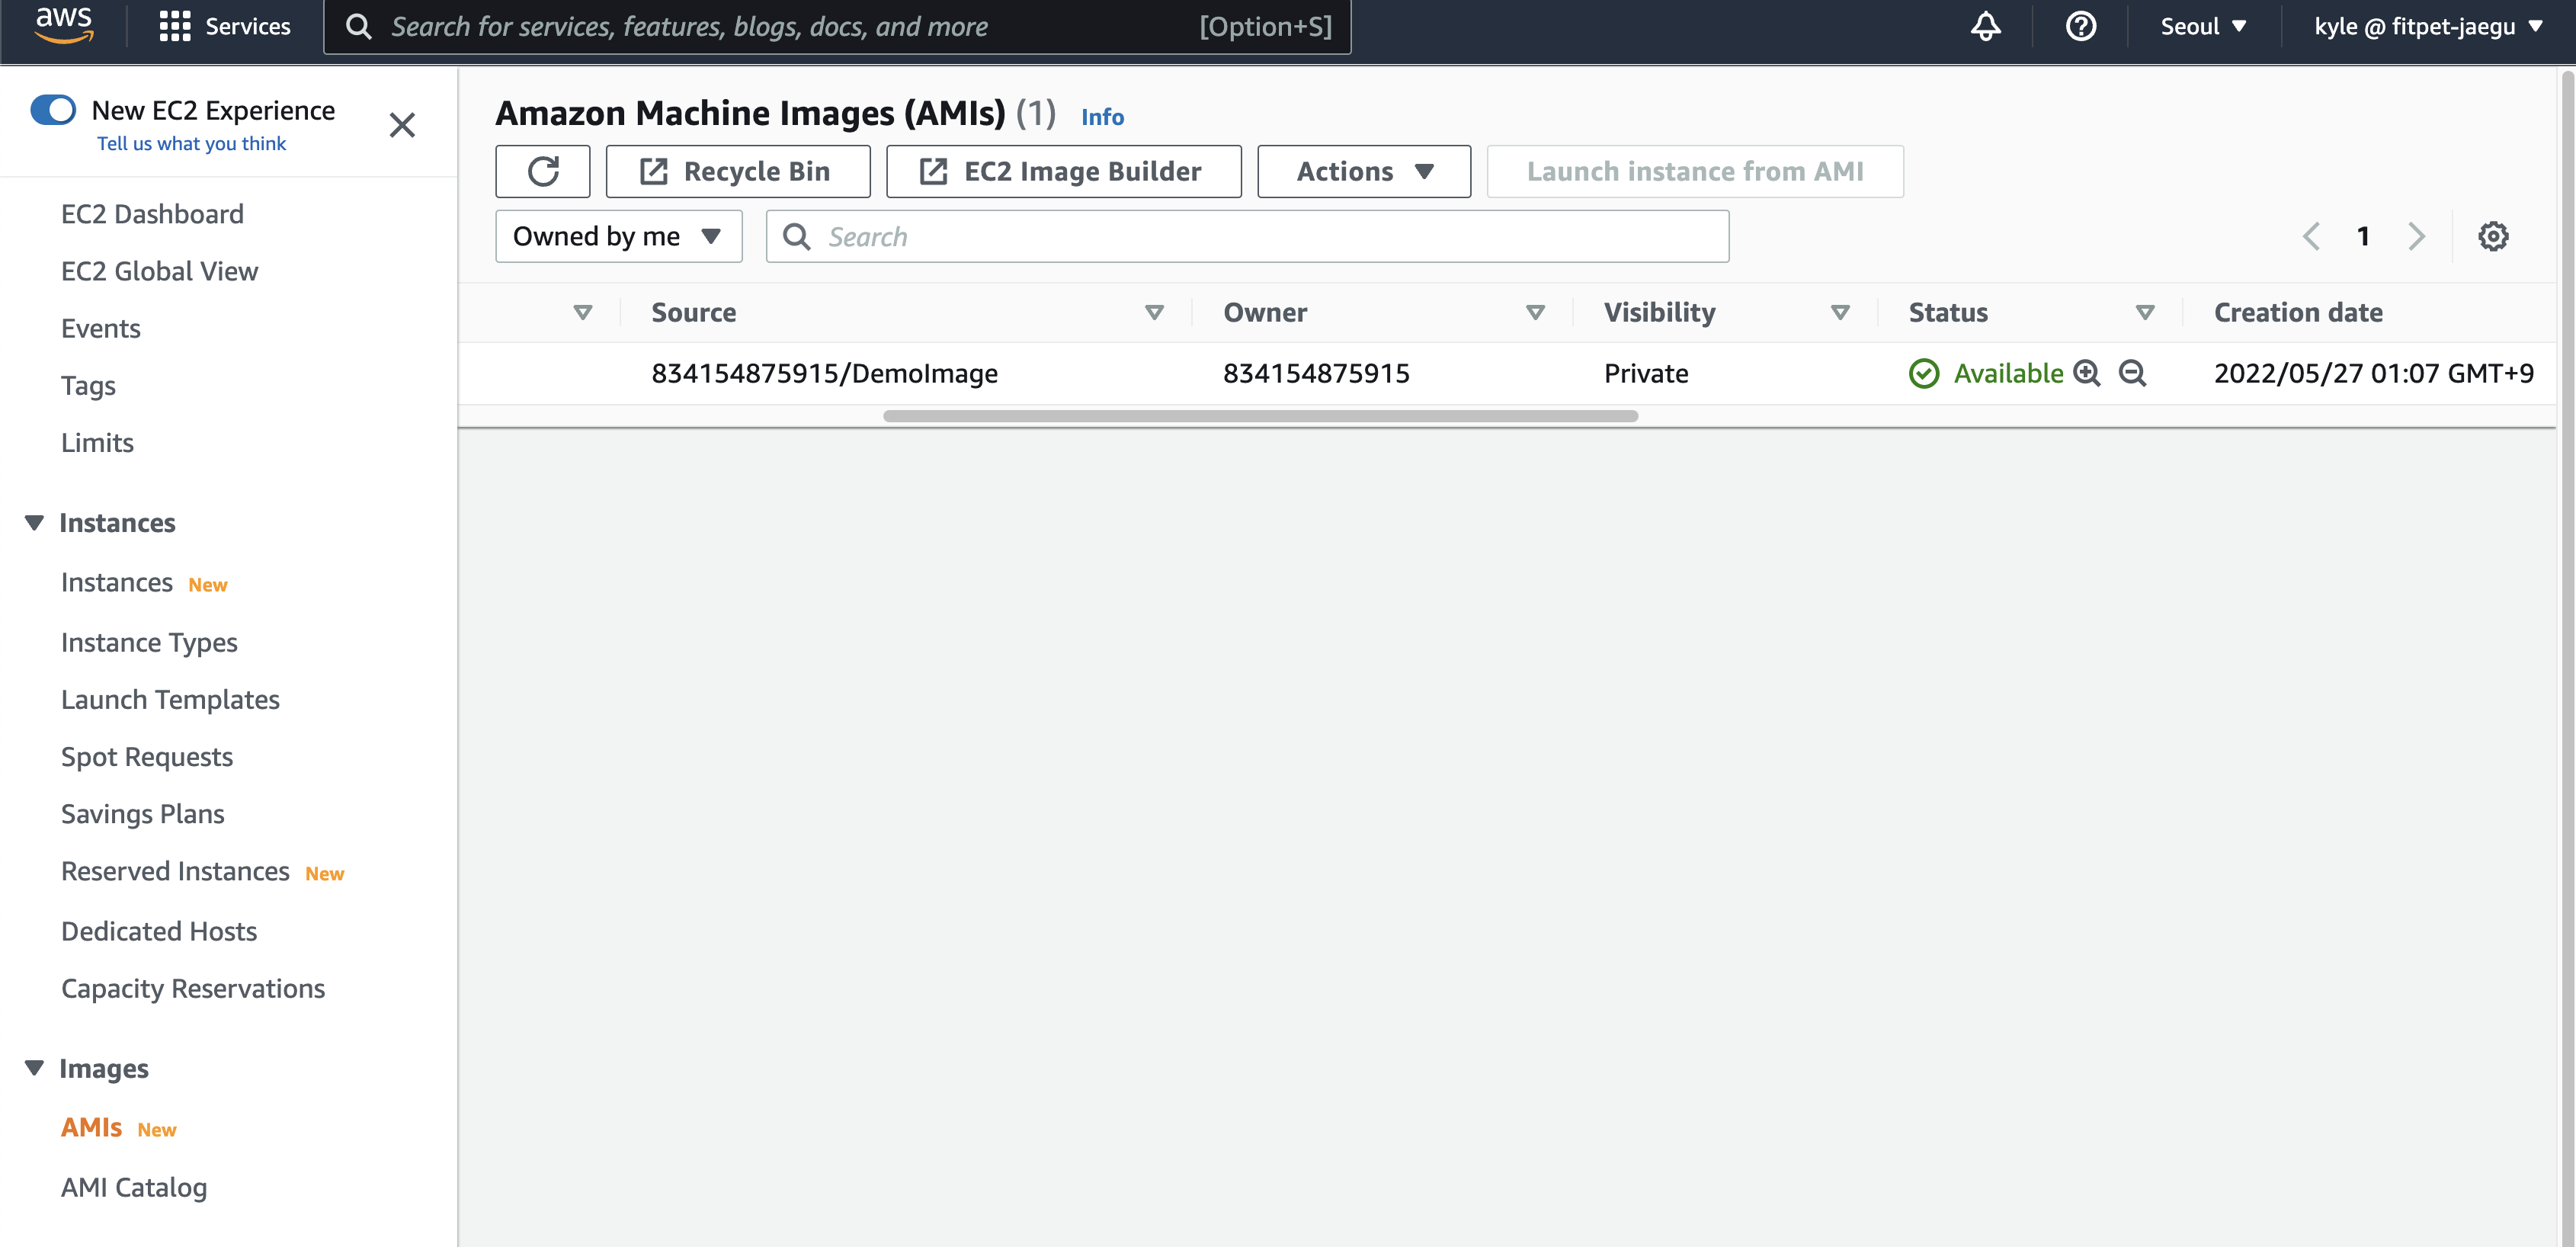 aws
Services
Search for services, features, blogs, docs, and more
[Option+S]
Seoul
kyle @ fitpet-jaegu
New EC2 Experience
Tell us what you think
EC2 Dashboard
EC2 Global View
Events
Tags
Limits
Instances
Instances New
Instance Types
Launch Templates
Spot Requests
Savings Plans
Reserved Instances New
Dedicated Hosts
Capacity Reservations
Images
AMIs New
AMI Catalog
Amazon Machine Images (AMIs) (1) Info
Recycle Bin
EC2 Image Builder
Actions
Launch instance from AMI
Owned by me
Search
1
Source Owner Visibility Status Creation date
834154875915/DemoImage 834154875915 Private Available 2022/05/27 01:07 GMT+9